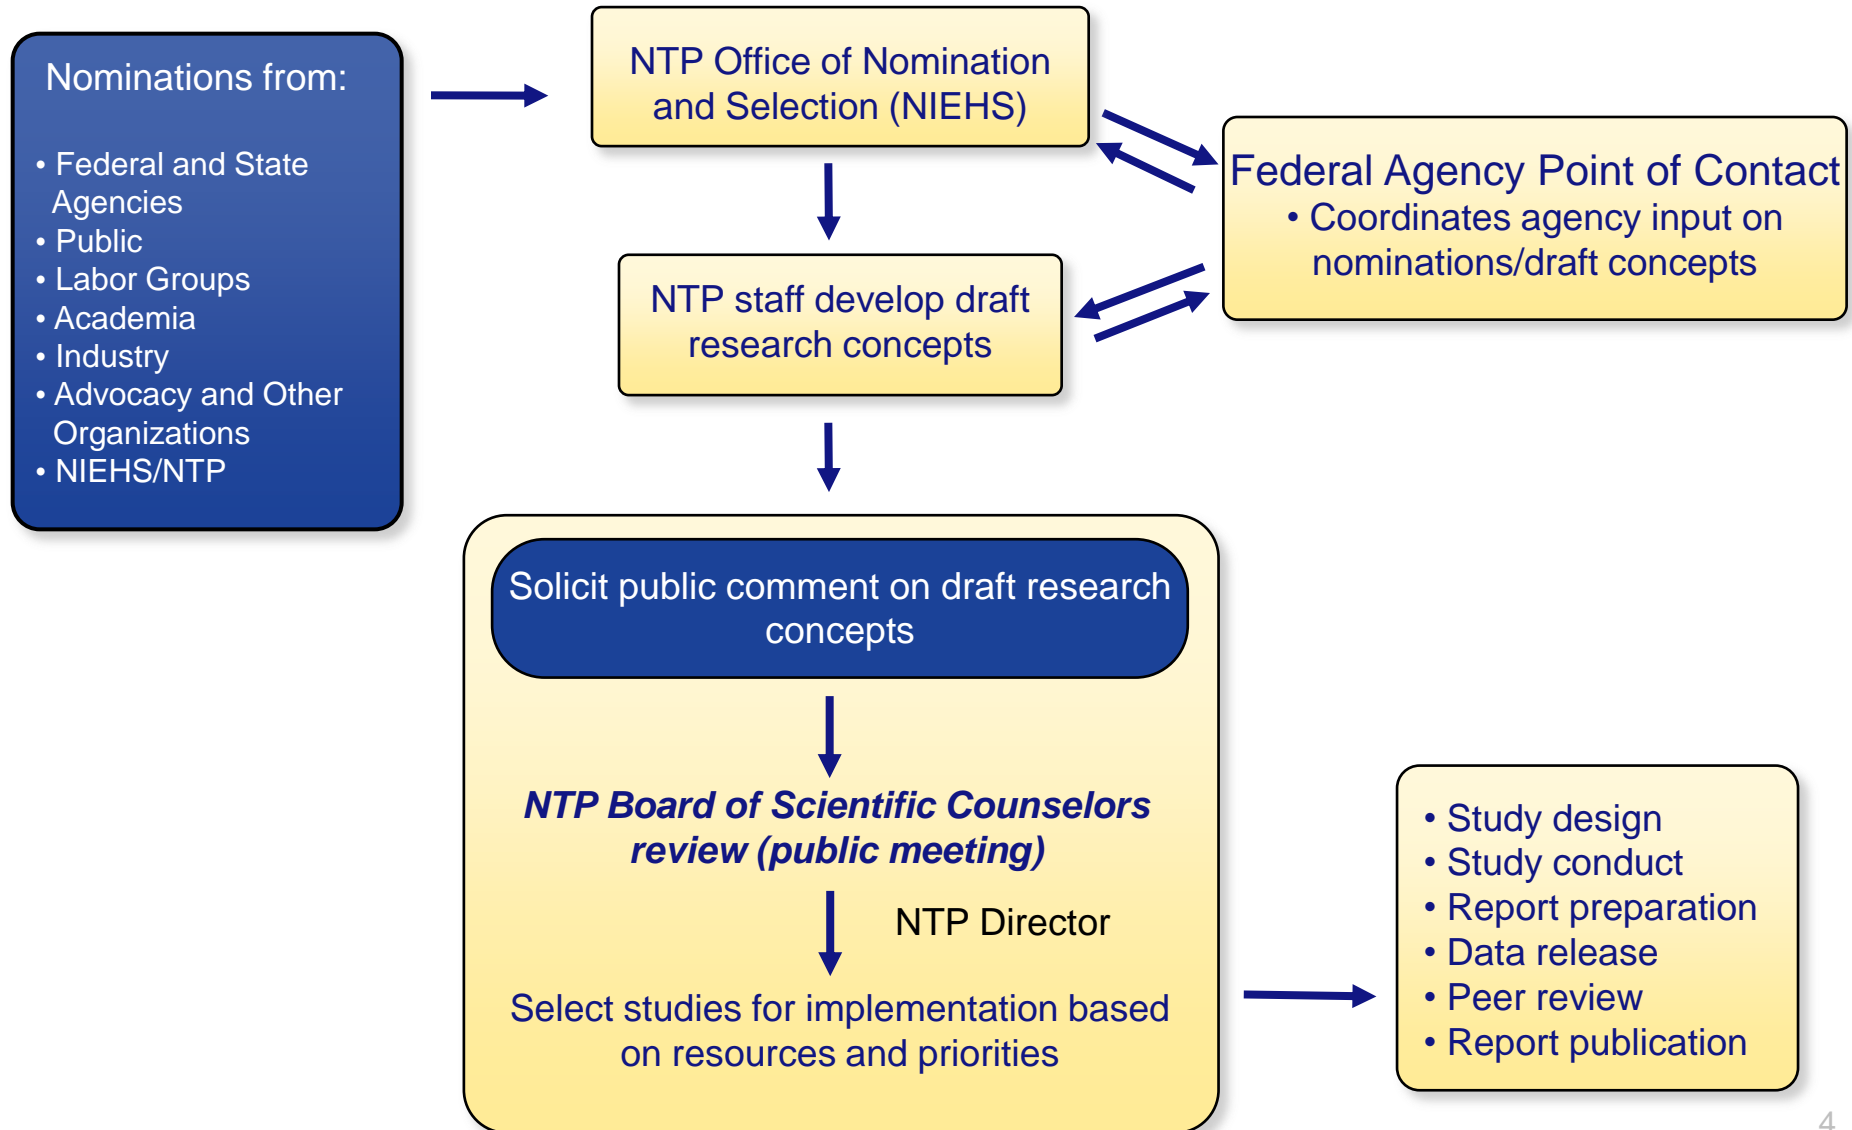 Nominations from:
• Federal and State
Agencies
• Public
• Labor Groups
• Academia
• Industry
• Advocacy and Other
Organizations
• NIEHS/NTP
NTP Office of Nomination
and Selection (NIEHS)
Federal Agency Point of Contact
• Coordinates agency input on
nominations/draft concepts
NTP staff develop draft
research concepts
Solicit public comment on draft research
concepts
NTP Board of Scientific Counselors
review (public meeting)
NTP Director
Select studies for implementation based
on resources and priorities
• Study design
• Study conduct
• Report preparation
• Data release
• Peer review
• Report publication
4